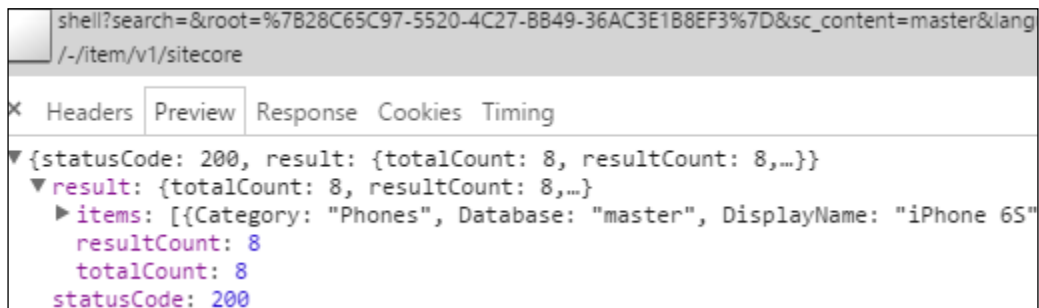 shell?search=&root=%7B28C65C97-5520-4C27-BB49-36AC3E1B8EF3%7D&sc_content=master&lang
/-/item/v1/sitecore
× Headers Preview Response Cookies Timing
▼ {statusCode: 200, result: {totalCount: 8, resultCount: 8,…}}
▼ result: {totalCount: 8, resultCount: 8,…}
▶ items: [{Category: "Phones", Database: "master", DisplayName: "iPhone 6S"
resultCount: 8
totalCount: 8
statusCode: 200